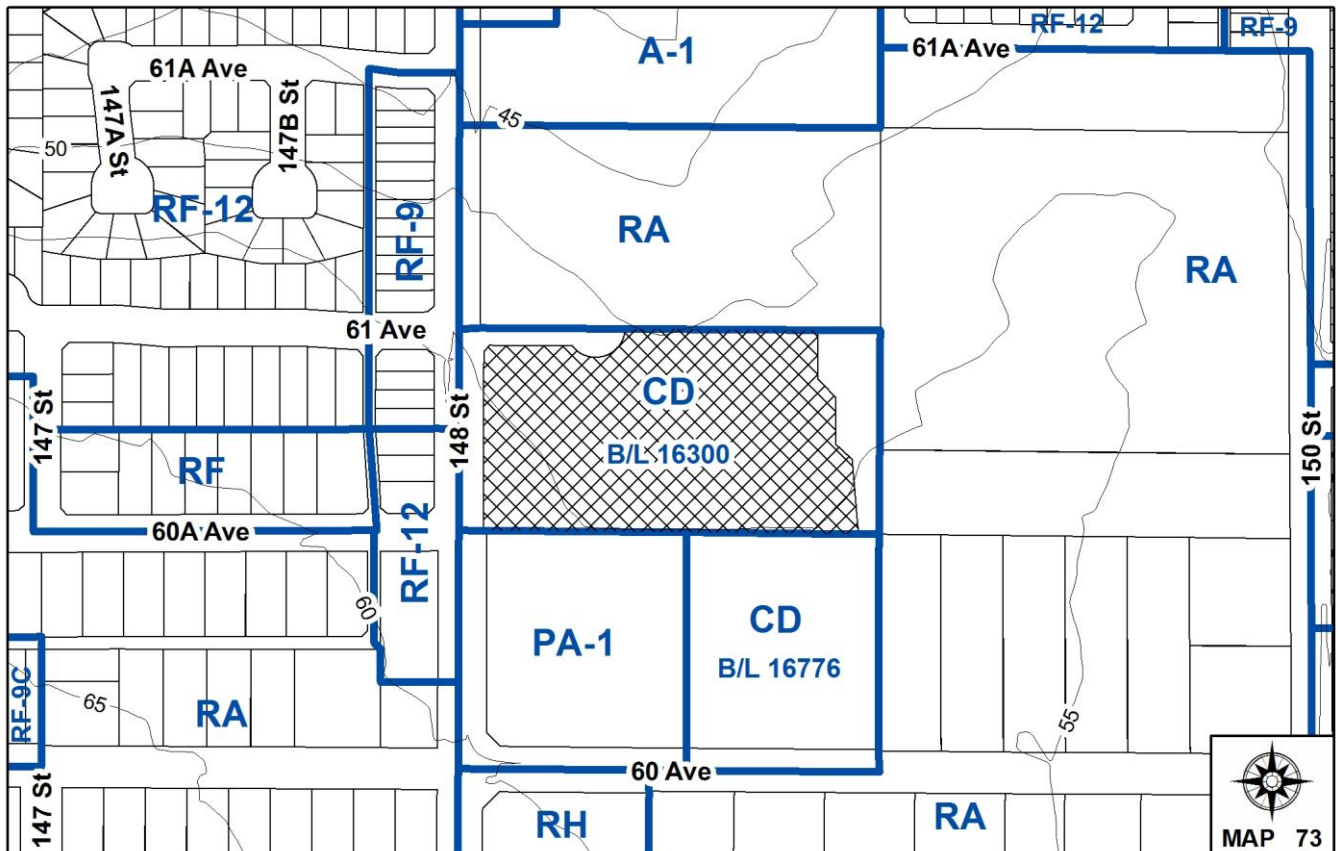 RF-12
RF-9
A-1
61A Ave
61A Ave
147A St
147B St
45
50
RF-12
RF-9
RA
RA
61 Ave
CD
B/L 16300
147 St
148 St
150 St
RF
60A Ave
RF-12
60
PA-1
CD
B/L 16776
RF-9C
65
RA
55
60 Ave
147 St
RH
RA
MAP 73